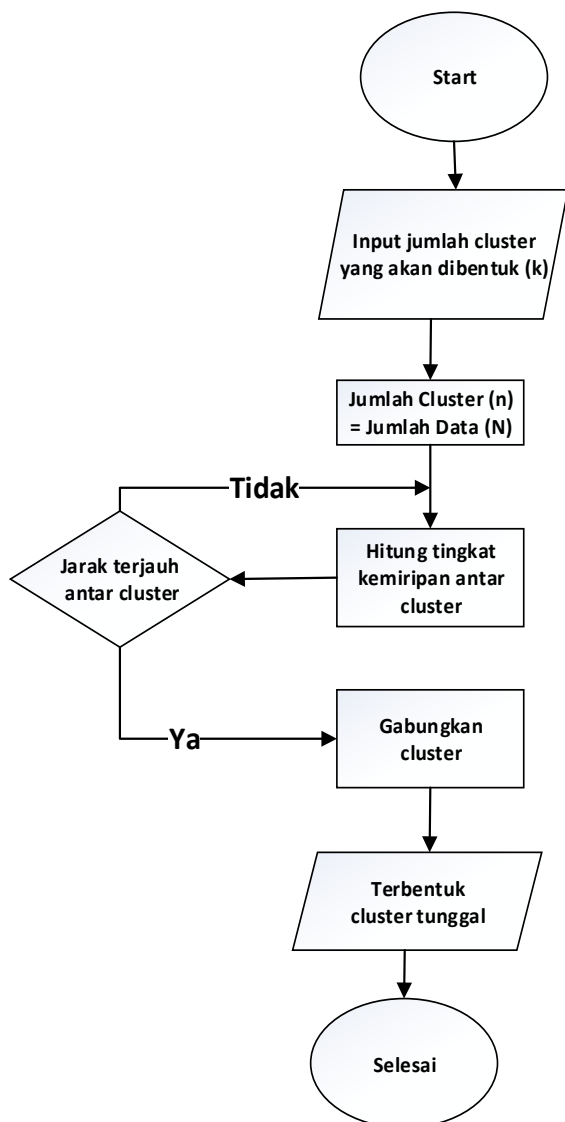 Start
Input jumlah cluster
yang akan dibentuk (k)
Jumlah Cluster (n)
= Jumlah Data (N)
Tidak
Jarak terjauh
antar cluster
Hitung tingkat
kemiripan antar
cluster
Ya
Gabungkan
cluster
Terbentuk
cluster tunggal
Selesai